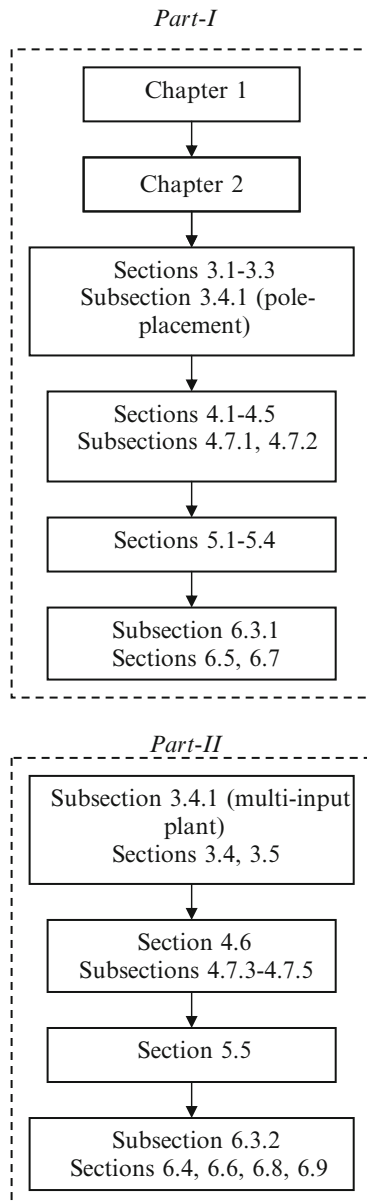 Part-I
Chapter 1
Chapter 2
Sections 3.1-3.3
Subsection 3.4.1 (pole-
placement)
Sections 4.1-4.5
Subsections 4.7.1, 4.7.2
Sections 5.1-5.4
Subsection 6.3.1
Sections 6.5, 6.7
Part-II
Subsection 3.4.1 (multi-input
plant)
Sections 3.4, 3.5
Section 4.6
Subsections 4.7.3-4.7.5
Section 5.5
Subsection 6.3.2
Sections 6.4, 6.6, 6.8, 6.9